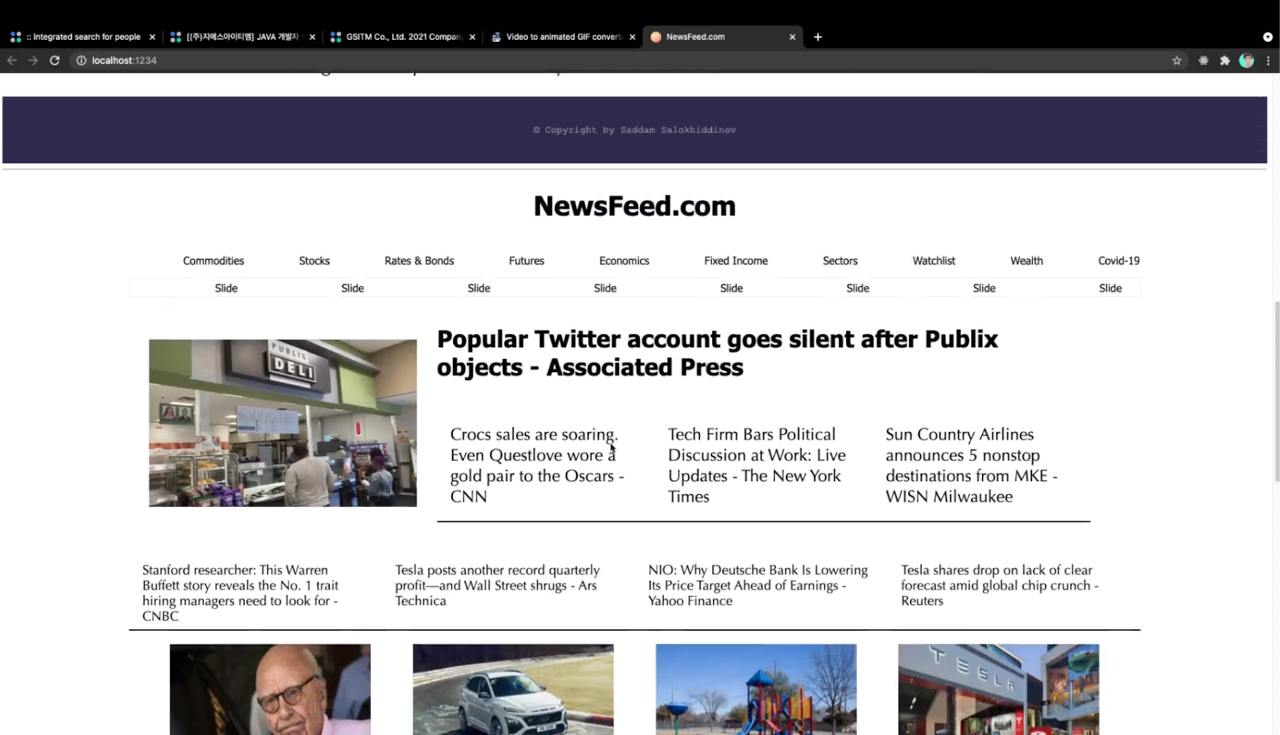 :: Integrated search for people
[(주)지에스아이티엠] JAVA 개발자
GSITM Co., Ltd. 2021 Compan
Video to animated GIF convert
NewsFeed.com
localhost:1234
© Copyright by Saddam Salokhiddinov
NewsFeed.com
Commodities Stocks Rates & Bonds Futures Economics Fixed Income Sectors Watchlist Wealth Covid-19
Slide Slide Slide Slide Slide Slide Slide Slide
PUBLIX
DELI
Popular Twitter account goes silent after Publix
objects - Associated Press
Crocs sales are soaring.
Even Questlove wore a
gold pair to the Oscars -
CNN
Tech Firm Bars Political
Discussion at Work: Live
Updates - The New York
Times
Sun Country Airlines
announces 5 nonstop
destinations from MKE -
WISN Milwaukee
Stanford researcher: This Warren
Buffett story reveals the No. 1 trait
hiring managers need to look for -
CNBC
Tesla posts another record quarterly
profit—and Wall Street shrugs - Ars
Technica
NIO: Why Deutsche Bank Is Lowering
Its Price Target Ahead of Earnings -
Yahoo Finance
Tesla shares drop on lack of clear
forecast amid global chip crunch -
Reuters
TESLA